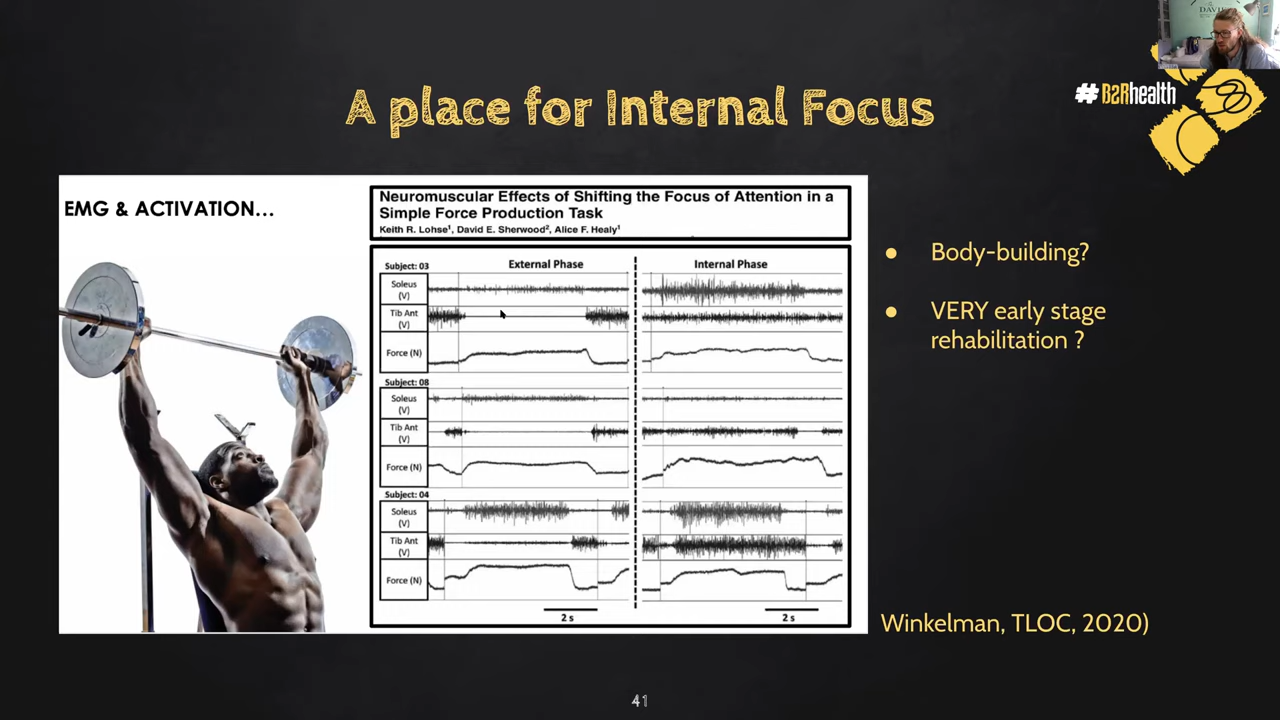 DAVI
#B2Rhealth
A place for Internal Focus
EMG & ACTIVATION...
Neuromuscular Effects of Shifting the Focus of Attention in a
Simple Force Production Task
Keith R. Lohse¹, David E. Sherwood², Alice F. Healy¹
Subject: 03
External Phase
Internal Phase
Soleus
(V)
Tib Ant
(V)
Force (N)
Subject: 08
Soleus
(V)
Tib Ant
(V)
Force (N)
Subject: 04
Soleus
(V)
Tib Ant
(V)
Force (N)
2 s
2 s
● Body-building?
● VERY early stage
rehabilitation ?
Winkelman, TLOC, 2020)
41